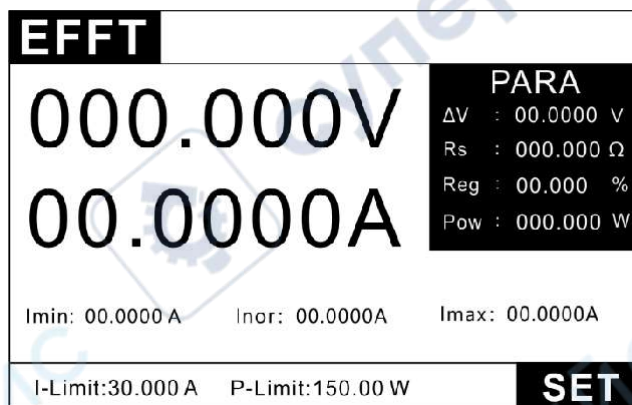 EFFT
000.000V
00.0000A
PARA
ΔV : 00.0000 V
Rs : 000.000 Ω
Reg : 00.000 %
Pow : 000.000 W
Imin: 00.0000 A Inor: 00.0000A Imax: 00.0000A
I-Limit:30.000 A P-Limit:150.00 W SET